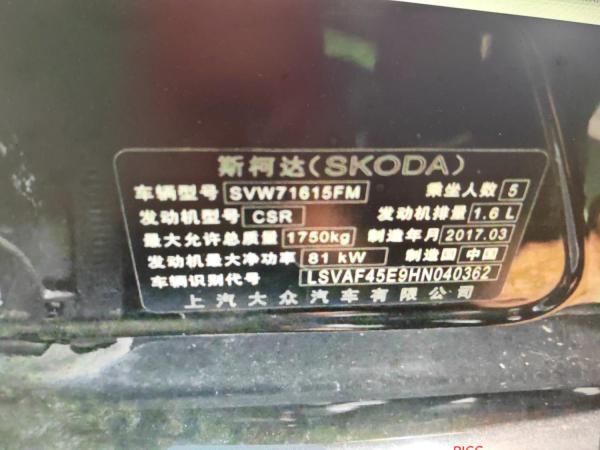 斯柯达(SKODA)
车辆型号 SVW71615FM 乘坐人数 5
发动机型号 CSR 发动机排量 1.6 L
最大允许总质量 1750kg 制造年月 2017.03
发动机最大净功率 81 kW 制造国 中国
车辆识别代号 LSVAF45E9HN040362
上汽大众汽车有限公司